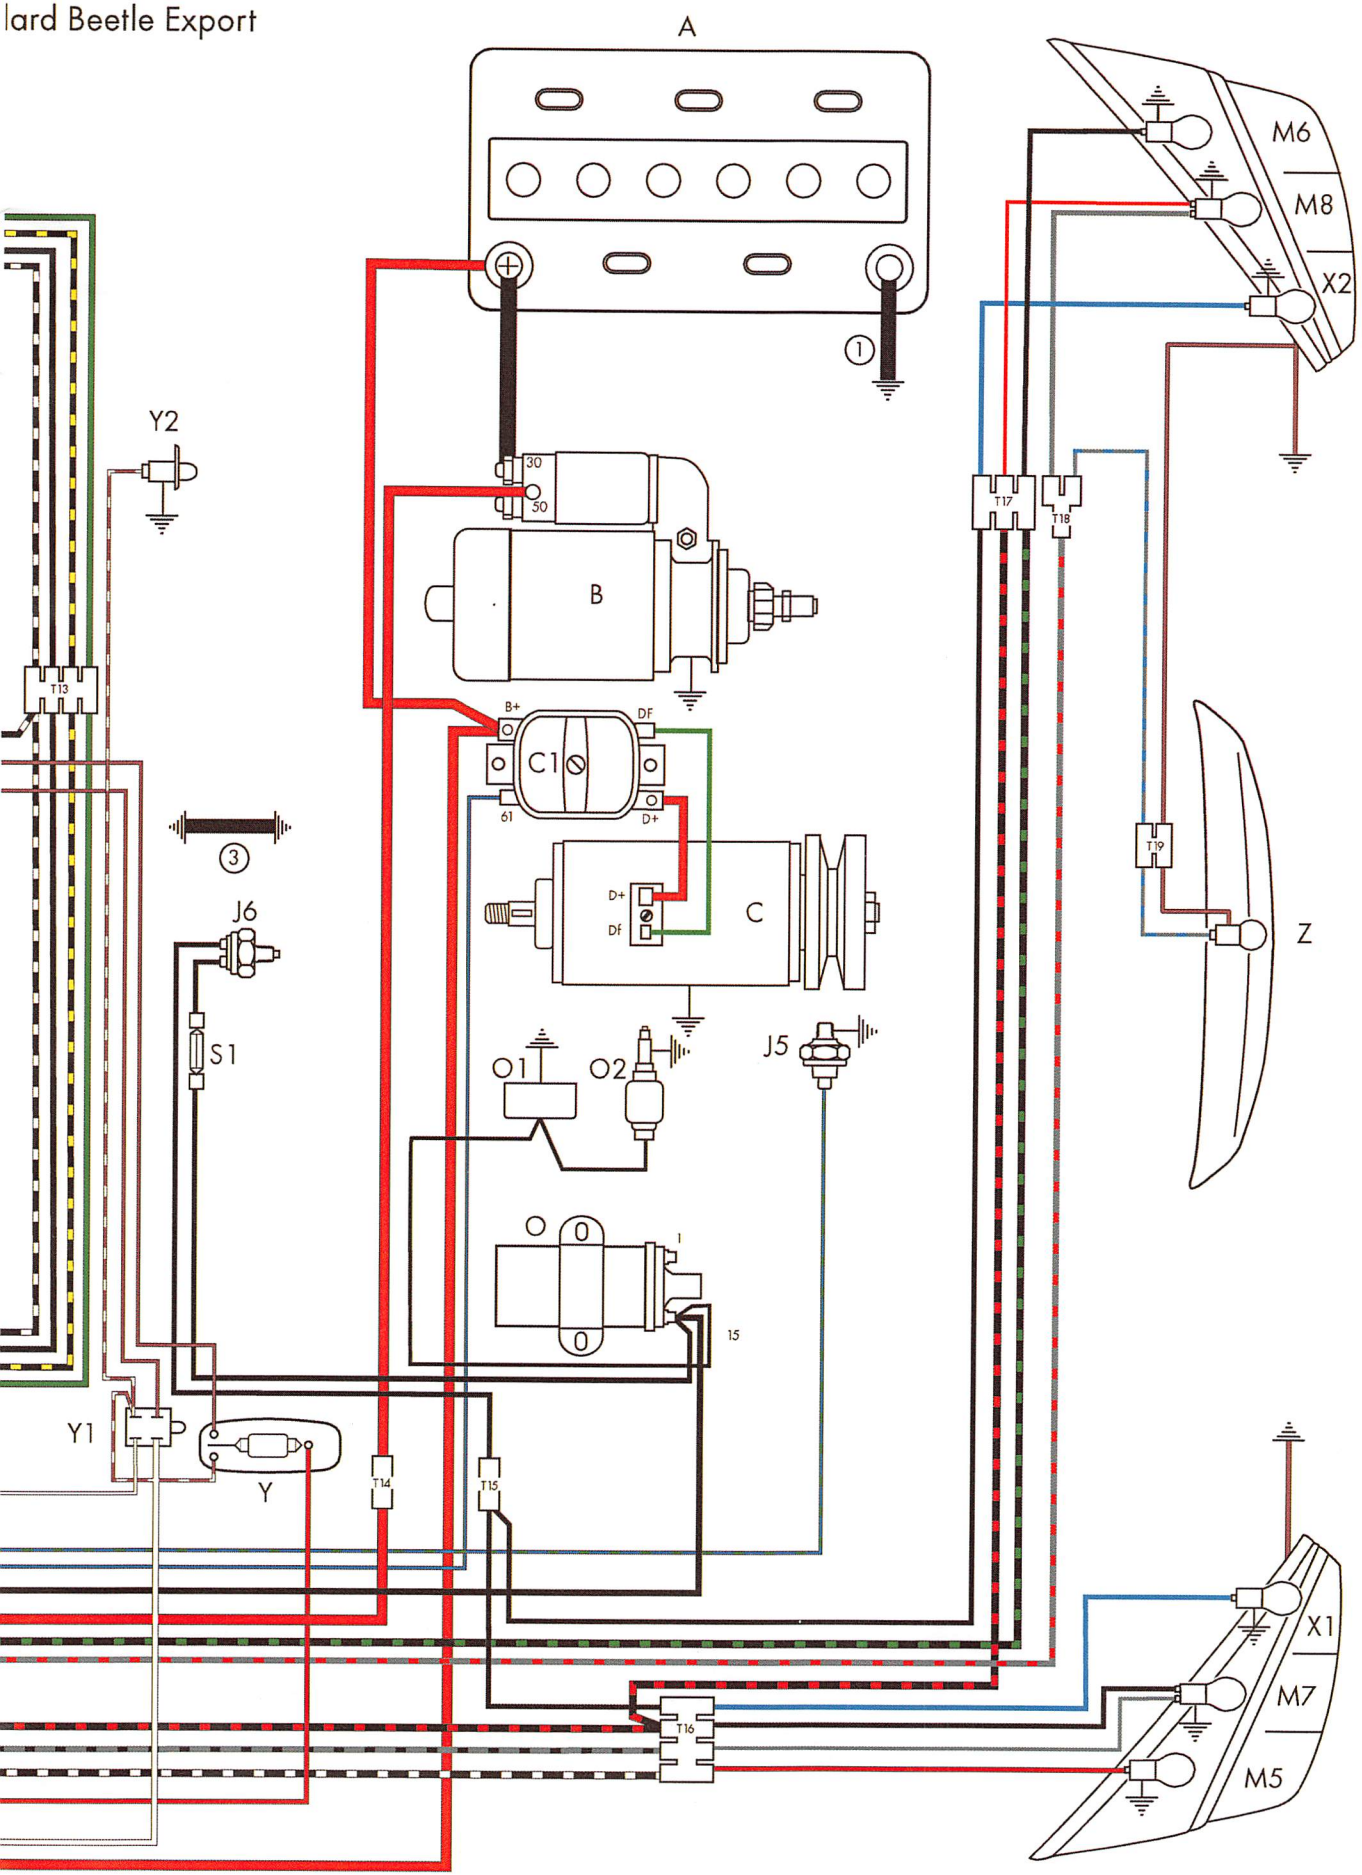 lard Beetle Export
A
M6
M8
X2
1
Y2
30
50
T17
T18
B
T13
B+
DF
C1
61
D+
3
T19
D+
C
J6
Df
Z
S1
J5
O1
O2
O
1
15
Y1
T14
T15
Y
X1
M7
T16
M5